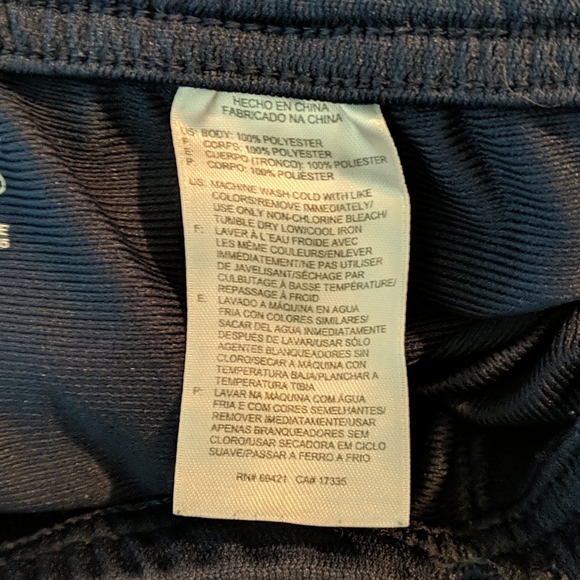 HECHO EN CHINA
FABRICADO NA CHINA
US: BODY: 100% POLYESTER
F: CORPS: 100% POLYESTER
E: CUERPO (TRONCO): 100% POLIESTER
P: CORPO: 100% POLIÉSTER
US: MACHINE WASH COLD WITH LIKE
COLORS/REMOVE IMMEDIATELY/
USE ONLY NON-CHLORINE BLEACH/
TUMBLE DRY LOW/COOL IRON
F: LAVER À L'EAU FROIDE AVEC
LES MÊME COULEURS/ENLEVER
IMMÉDIATEMENT/NE PAS UTILISER
DE JAVELISANT/SÉCHAGE PAR
CULBUTAGE À BASSE TEMPÉRATURE/
REPASSAGE À FROID
E: LAVADO A MÁQUINA EN AGUA
FRIA CON COLORES SIMILARES/
SACAR DEL AGUA INMEDIATAMENTE
DESPUES DE LAVAR/USAR SÓLO
AGENTES BLANQUEADORES SIN
CLORO/SECAR A MÁQUINA CON
TEMPERATURA BAJA/PLANCHAR A
TEMPERATURA TIBIA
P: LAVAR NA MÁQUINA COM ÁGUA
FRIA E COM CORES SEMELHANTES/
REMOVER IMEDIATAMENTE/USAR
APENAS BRANQUEADORES SEM
CLORO/USAR SECADORA EM CICLO
SUAVE/PASSAR A FERRO A FRIO
RN# 69421 CA# 17335